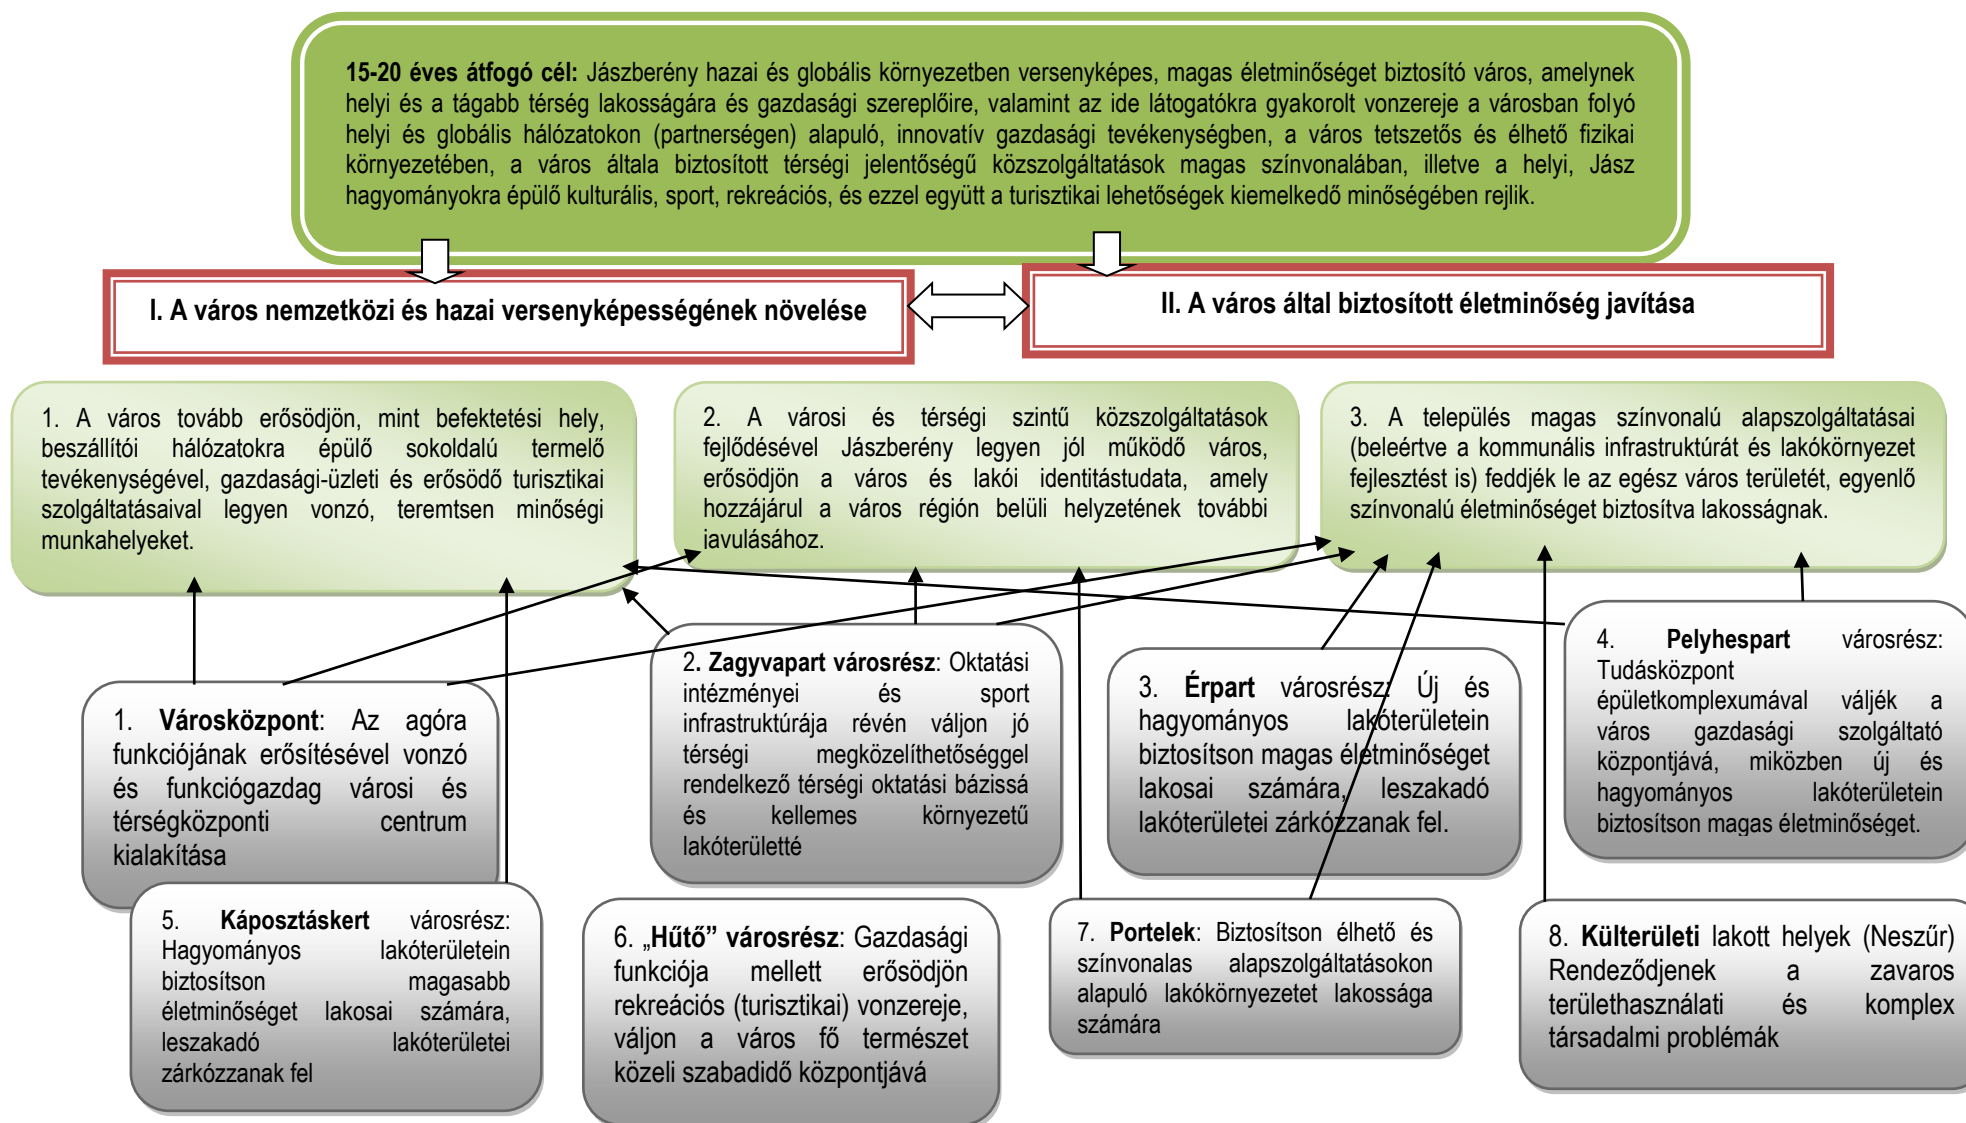 15-20 éves átfogó cél: Jászberény hazai és globális környezetben versenyképes, magas életminőséget biztosító város, amelynek
helyi és a tágabb térség lakosságára és gazdasági szereplőire, valamint az ide látogatókra gyakorolt vonzereje a városban folyó
helyi és globális hálózatokon (partnerségen) alapuló, innovatív gazdasági tevékenységben, a város tetszetős és élhető fizikai
környezetében, a város általa biztosított térségi jelentőségű közszolgáltatások magas színvonalában, illetve a helyi, Jász
hagyományokra épülő kulturális, sport, rekreációs, és ezzel együtt a turisztikai lehetőségek kiemelkedő minőségében rejlik.
I. A város nemzetközi és hazai versenyképességének növelése
II. A város által biztosított életminőség javítása
1. A város tovább erősödjön, mint befektetési hely,
beszállítói hálózatokra épülő sokoldalú termelő
tevékenységével, gazdasági-üzleti és erősödő turisztikai
szolgáltatásaival legyen vonzó, teremtsen minőségi
munkahelyeket.
2. A városi és térségi szintű közszolgáltatások
fejlődésével Jászberény legyen jól működő város,
erősödjön a város és lakói identitástudata, amely
hozzájárul a város régión belüli helyzetének további
javulásához.
3. A település magas színvonalú alapszolgáltatásai
(beleértve a kommunális infrastruktúrát és lakókörnyezet
fejlesztést is) feddjék le az egész város területét, egyenlő
színvonalú életminőséget biztosítva lakosságnak.
1. Városközpont: Az agóra
funkciójának erősítésével vonzó
és funkciógazdag városi és
térségközponti centrum
kialakítása
2. Zagyvapart városrész: Oktatási
intézményei és sport
infrastruktúrája révén váljon jó
térségi megközelíthetőséggel
rendelkező térségi oktatási bázissá
és kellemes környezetű
lakóterületté
3. Érpart városrész: Új és
hagyományos lakóterületein
biztosítson magas életminőséget
lakosai számára, leszakadó
lakóterületei zárkózzanak fel.
4. Pelyhespart városrész:
Tudásközpont
épületkomplexumával váljék a
város gazdasági szolgáltató
központjává, miközben új és
hagyományos lakóterületein
biztosítson magas életminőséget.
5. Káposztáskert városrész:
Hagyományos lakóterületein
biztosítson magasabb
életminőséget lakosai számára,
leszakadó lakóterületei
zárkózzanak fel
6. „Hűtő” városrész: Gazdasági
funkciója mellett erősödjön
rekreációs (turisztikai) vonzereje,
váljon a város fő természet
közeli szabadidő központjává
7. Portelek: Biztosítson élhető és
színvonalas alapszolgáltatásokon
alapuló lakókörnyezetet lakossága
számára
8. Külterületi lakott helyek (Neszűr)
Rendeződjenek a zavaros
területhasználati és komplex
társadalmi problémák